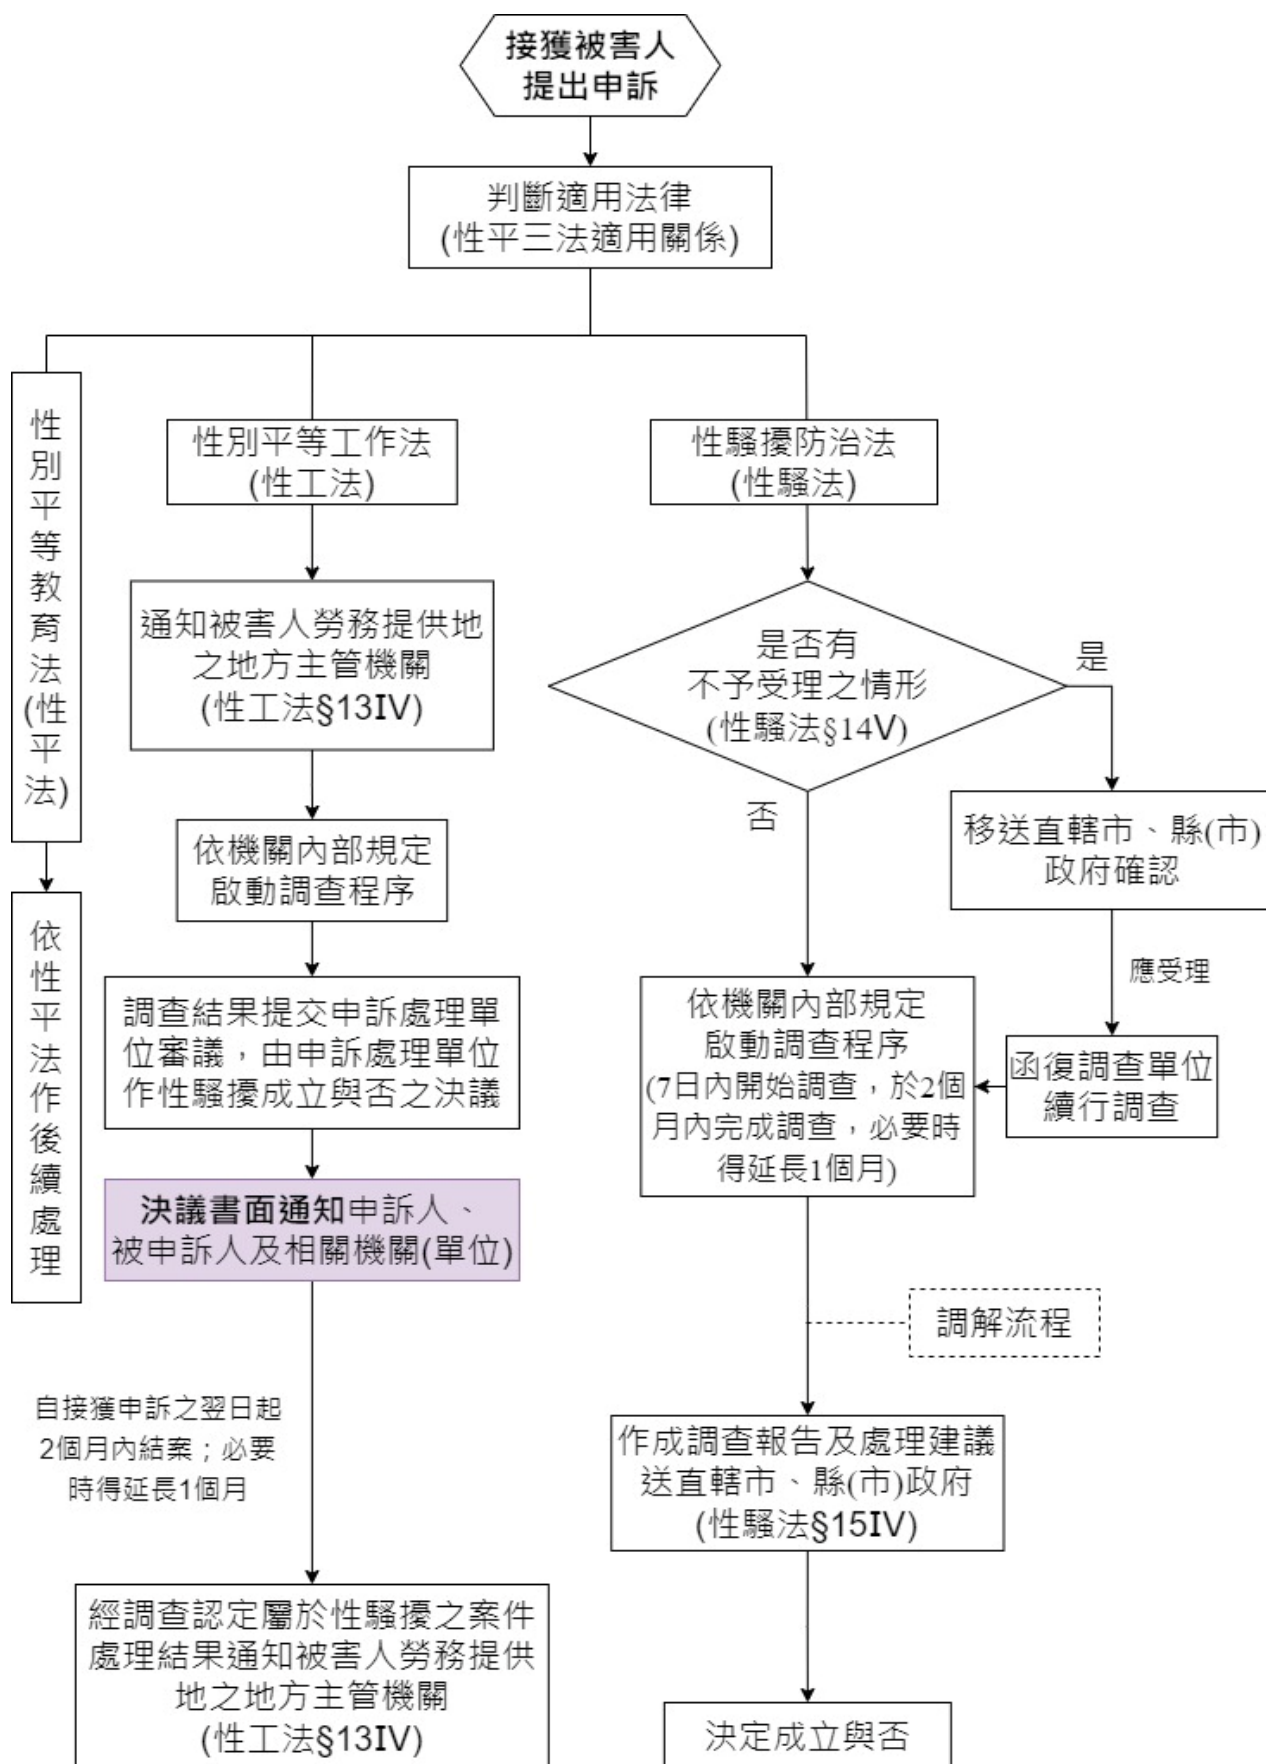 接獲被害人
提出申訴
判斷適用法律
(性平三法適用關係)
性別平等教育法(性平法)
依性平法作後續處理
性別平等工作法
(性工法)
通知被害人勞務提供地
之地方主管機關
(性工法§13IV)
依機關內部規定
啟動調查程序
調查結果提交申訴處理單
位審議，由申訴處理單位
作性騷擾成立與否之決議
決議書面通知申訴人、
被申訴人及相關機關(單位)
自接獲申訴之翌日起
2個月內結案；必要
時得延長1個月
經調查認定屬於性騷擾之案件
處理結果通知被害人勞務提供
地之地方主管機關
(性工法§13IV)
性騷擾防治法
(性騷法)
是否有
不予受理之情形
(性騷法§14V)
是
否
移送直轄市、縣(市)
政府確認
應受理
函復調查單位
續行調查
依機關內部規定
啟動調查程序
(7日內開始調查，於2個
月內完成調查，必要時
得延長1個月)
調解流程
作成調查報告及處理建議
送直轄市、縣(市)政府
(性騷法§15IV)
決定成立與否